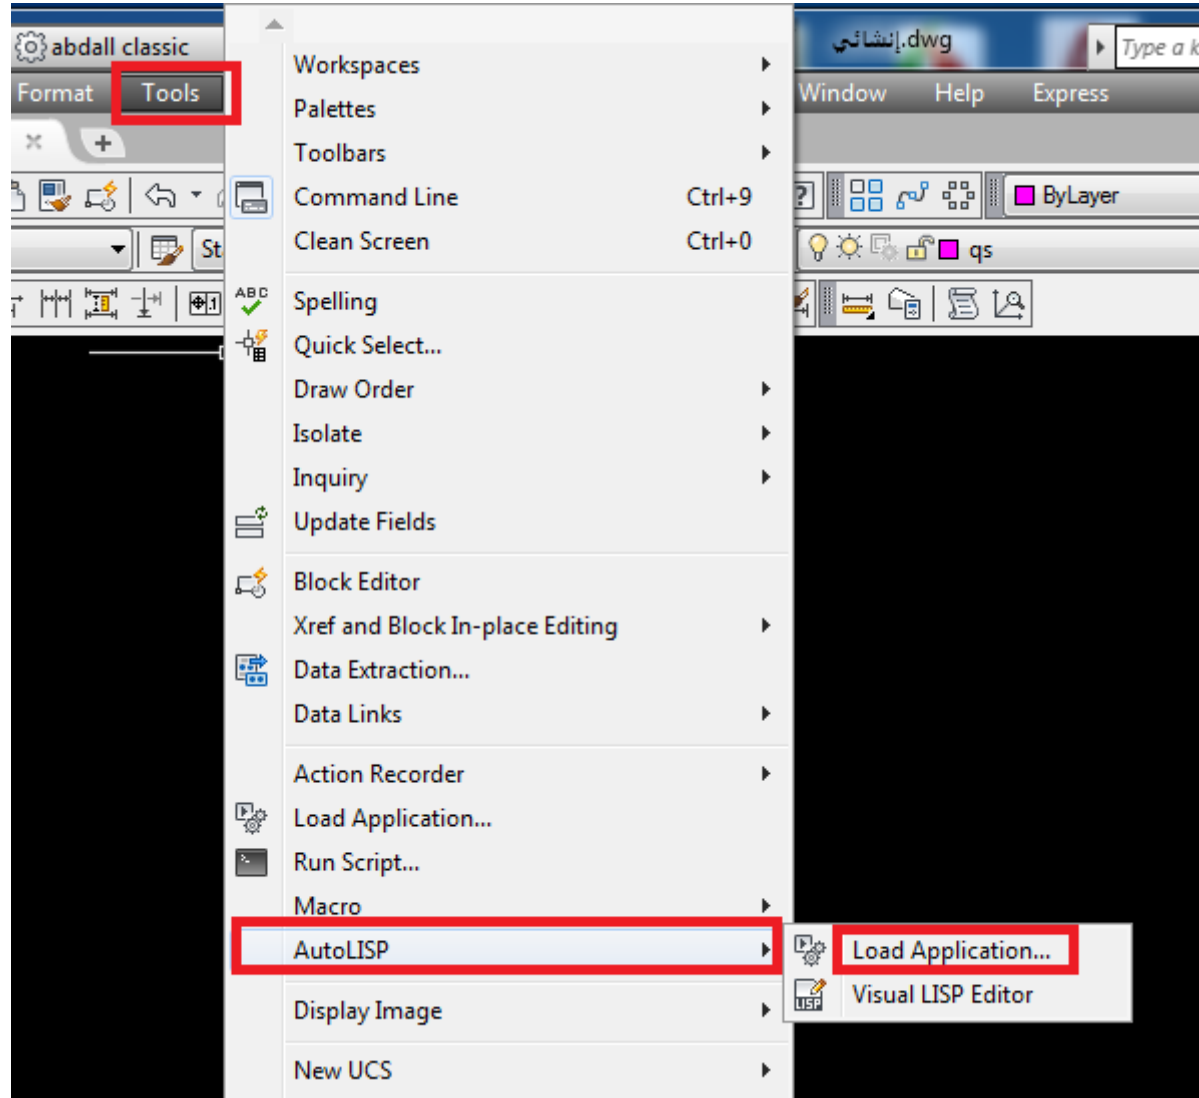 abdall classic
إنشائي.dwg
Type a k
Format Tools
Window Help Express
Workspaces
Palettes
Toolbars
Command Line Ctrl+9
ByLayer
Clean Screen Ctrl+0
St
qs
ABC
Spelling
Quick Select...
Draw Order
Isolate
Inquiry
Update Fields
Block Editor
Xref and Block In-place Editing
Data Extraction...
Data Links
Action Recorder
Load Application...
Run Script...
Macro
AutoLISP
Load Application...
LISP
Visual LISP Editor
Display Image
New UCS